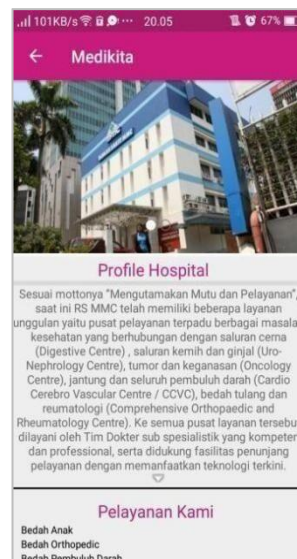 101KB/s 20.05 67%
Medikita
Profile Hospital
Sesuai mottonya "Mengutamakan Mutu dan Pelayanan",
saat ini RS MMC telah memiliki beberapa layanan
unggulan yaitu pusat pelayanan terpadu berbagai masala
kesehatan yang berhubungan dengan saluran cerna
(Digestive Centre) , saluran kemih dan ginjal (Uro-
Nephrology Centre), tumor dan keganasan (Oncology
Centre), jantung dan seluruh pembuluh darah (Cardio
Cerebro Vascular Centre / CCVC), bedah tulang dan
reumatologi (Comprehensive Orthopaedic and
Rheumatology Centre). Ke semua pusat layanan tersebu
dilayani oleh Tim Dokter sub spesialistik yang kompeten
dan professional, serta didukung fasilitas penunjang
pelayanan dengan memanfaatkan teknologi terkini.
Pelayanan Kami
Bedah Anak
Bedah Orthopedic
Bedah Pembuluh Darah